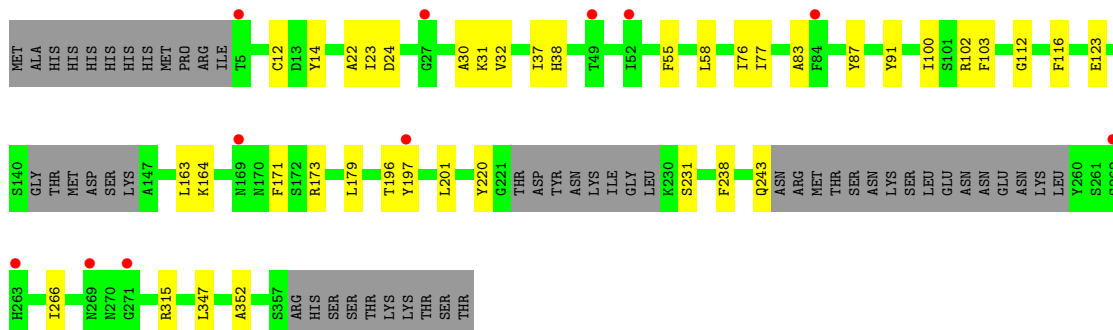 MET ALA HIS HIS HIS HIS HIS HIS MET PRO ARG ILE T5 C12 D13 Y14 A22 I23 D24 G27 A30 K31 V32 I37 H38 T49 I52 F55 L58 I76 I77 A83 F84 Y87 Y91 I100 S101 R102 F103 G112 F116 E123
S140 GLY THR MET ASP SER LYS A147 L163 K164 N169 N170 F171 S172 R173 L179 T196 Y197 L201 Y220 G221 THR ASP TYR ASN LYS ILE GLY LEU K230 S231 F238 Q243 ASN ARG MET THR SER ASN LYS SER LEU GLU ASN ASN GLU ASN LYS LEU Y260 S261
H263 I266 N269 N270 G271 R315 L347 A352 S357 ARG HIS SER SER THR LYS LYS THR SER THR